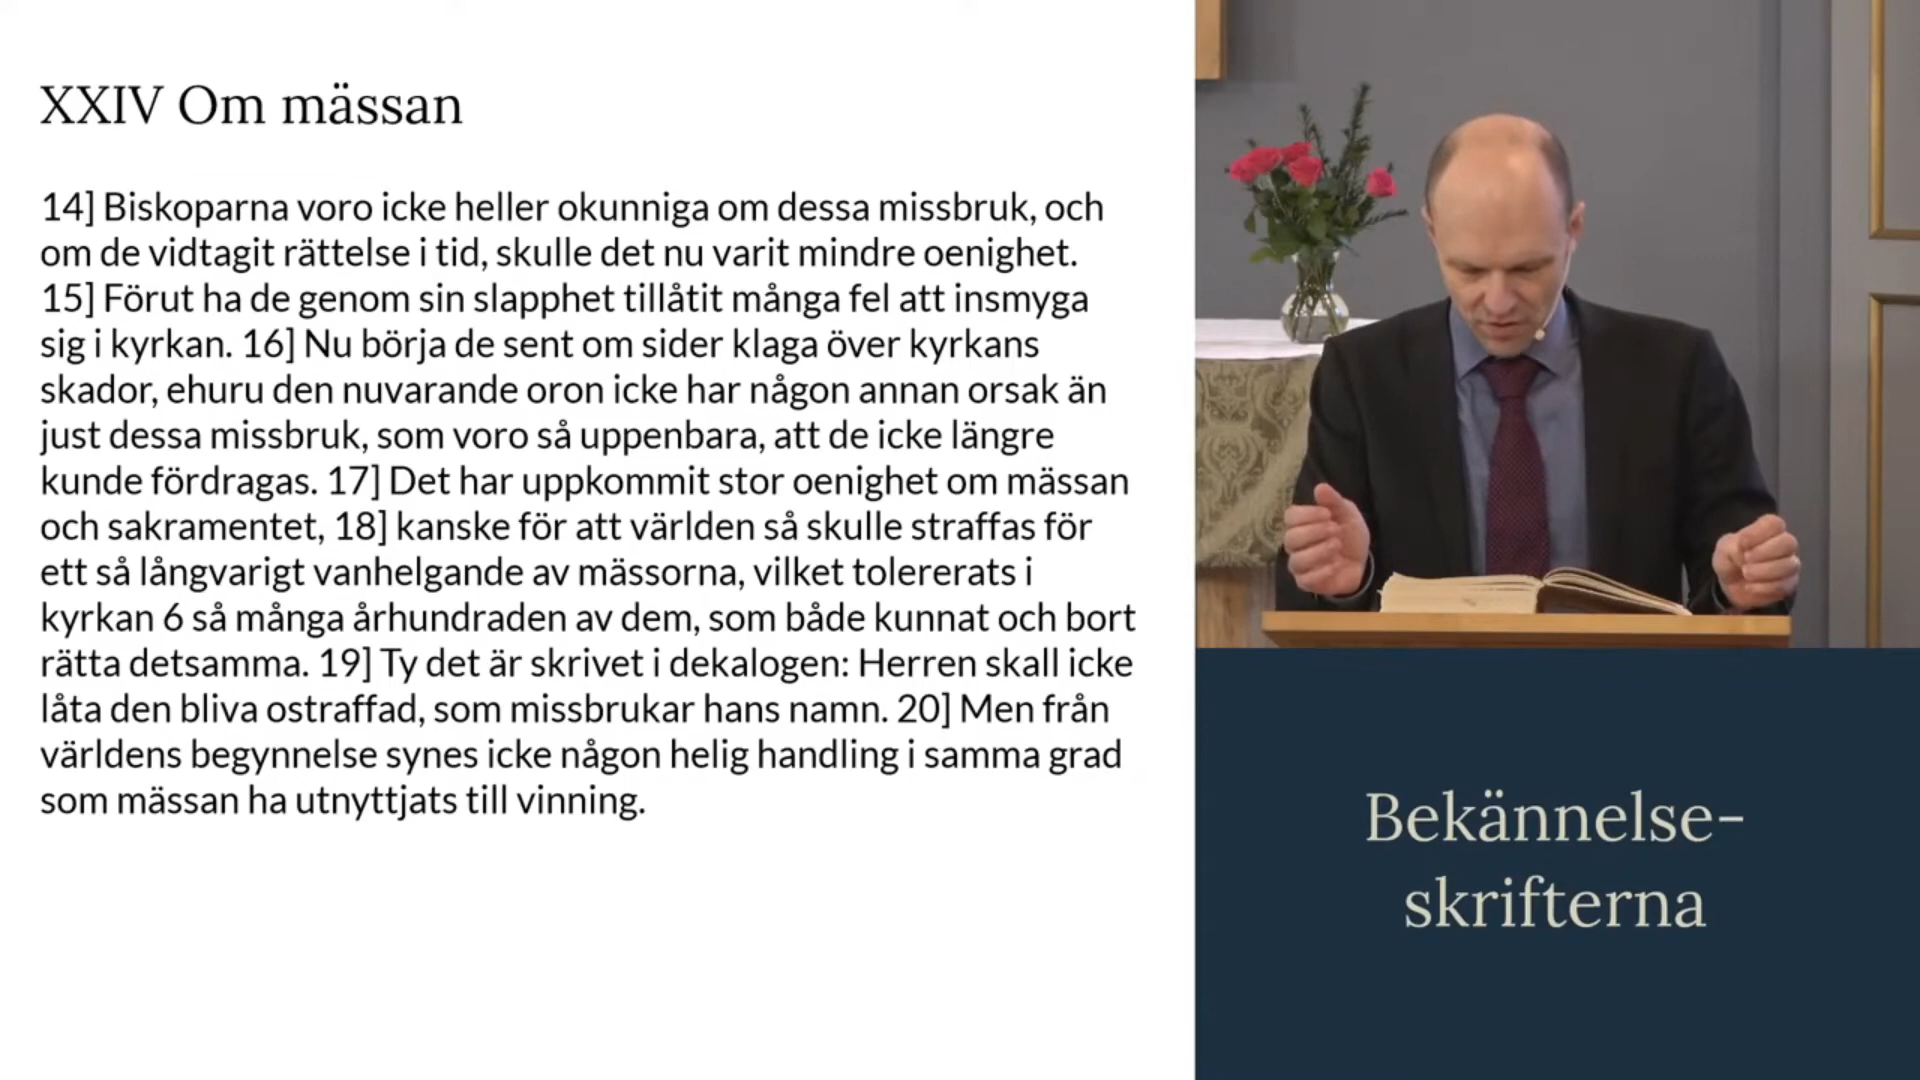 XXIV Om mässan
14] Biskoparna voro icke heller okunniga om dessa missbruk, och
om de vidtagit rättelse i tid, skulle det nu varit mindre oenighet.
15] Förut ha de genom sin slapphet tillåtit många fel att insmyga
sig i kyrkan. 16] Nu börja de sent om sider klaga över kyrkans
skador, ehuru den nuvarande oron icke har någon annan orsak än
just dessa missbruk, som voro så uppenbara, att de icke längre
kunde fördragas. 17] Det har uppkommit stor oenighet om mässan
och sakramentet, 18] kanske för att världen så skulle straffas för
ett så långvarigt vanhelgande av mässorna, vilket tolererats i
kyrkan 6 så många århundraden av dem, som både kunnat och bort
rätta detsamma. 19] Ty det är skrivet i dekalogen: Herren skall icke
låta den bliva ostraffad, som missbrukar hans namn. 20] Men från
världens begynnelse synes icke någon helig handling i samma grad
som mässan ha utnyttjats till vinning.
Bekännelse-
skrifterna